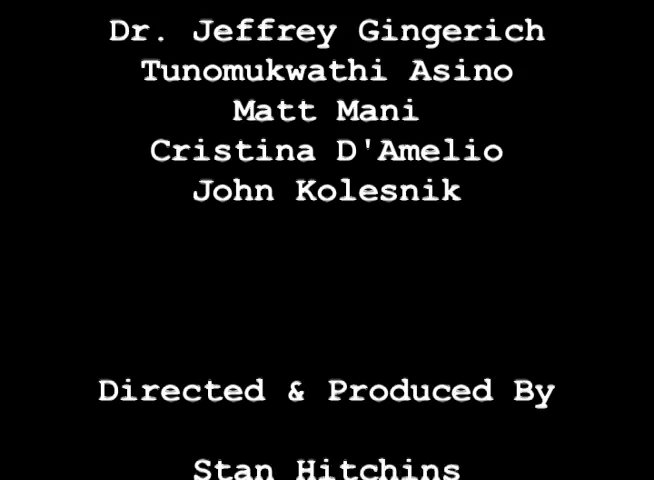 Dr. Jeffrey Gingerich
Tunomukwathi Asino
Matt Mani
Cristina D'Amelio
John Kolesnik
Directed & Produced By
Stan Hitchins